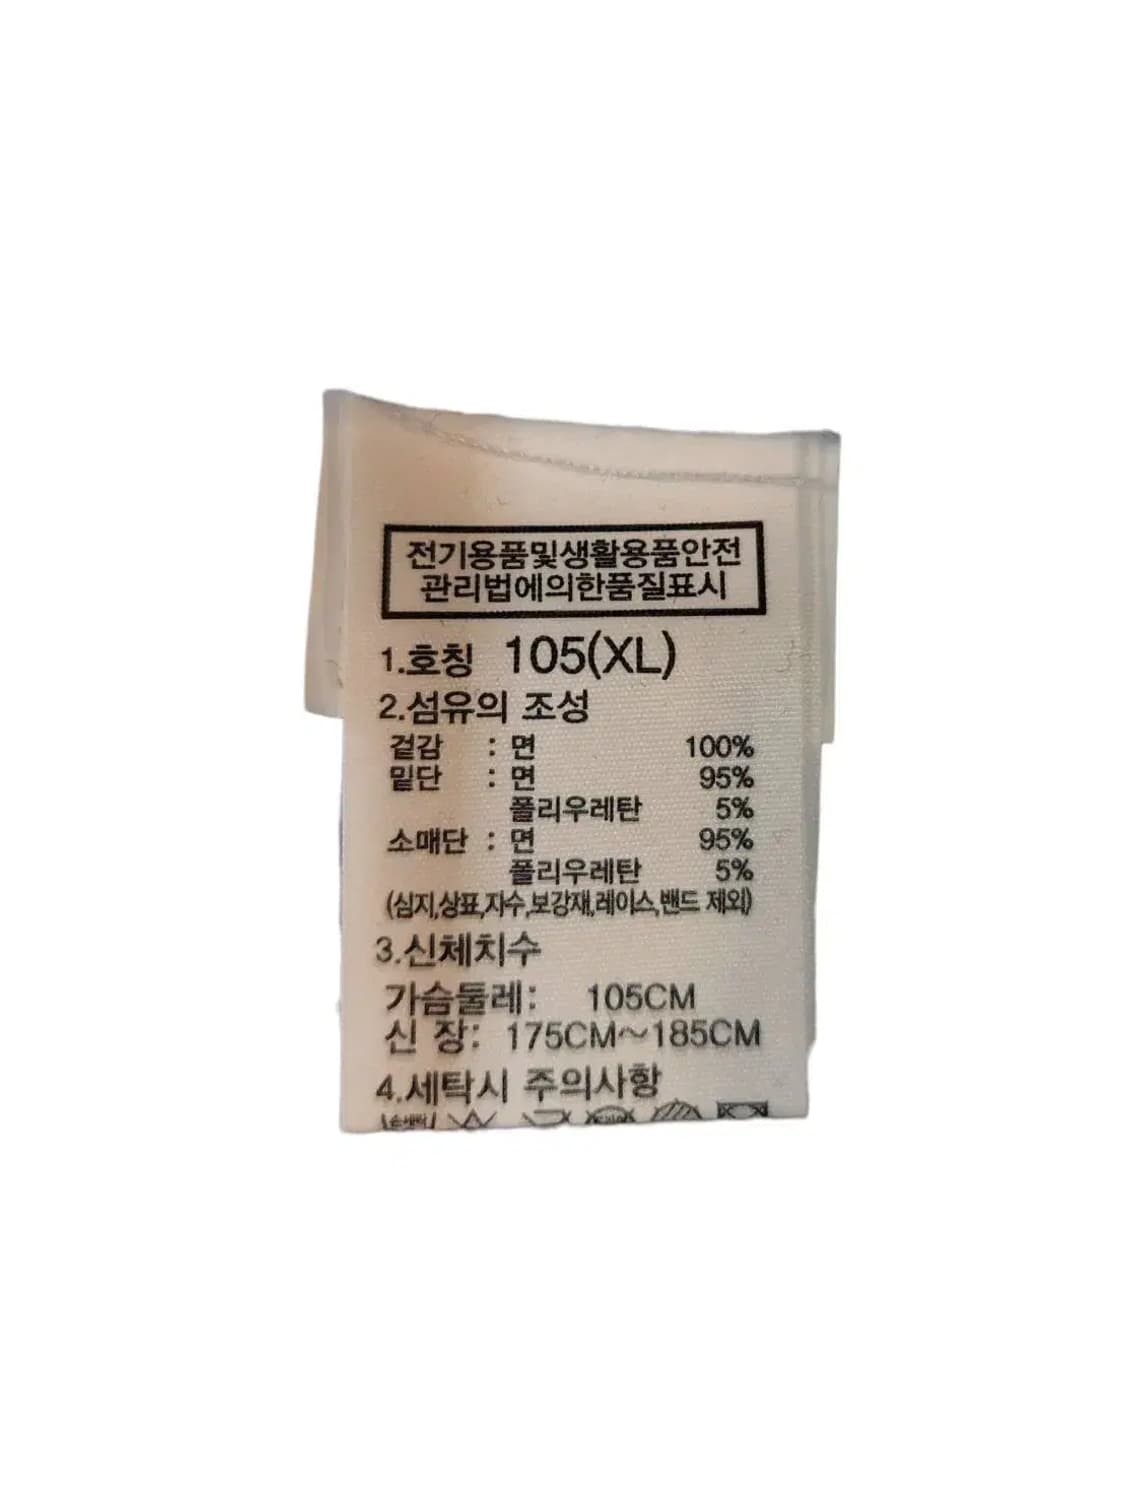 전기용품및생활용품안전
관리법에의한품질표시
1.호칭 105(XL)
2.섬유의 조성
겉감 : 면 100%
밑단 : 면 95%
폴리우레탄 5%
소매단 : 면 95%
폴리우레탄 5%
(심지,상표,자수,보강재,레이스,밴드 제외)
3.신체치수
가슴둘레: 105CM
신 장: 175CM~185CM
4.세탁시 주의사항
손세탁